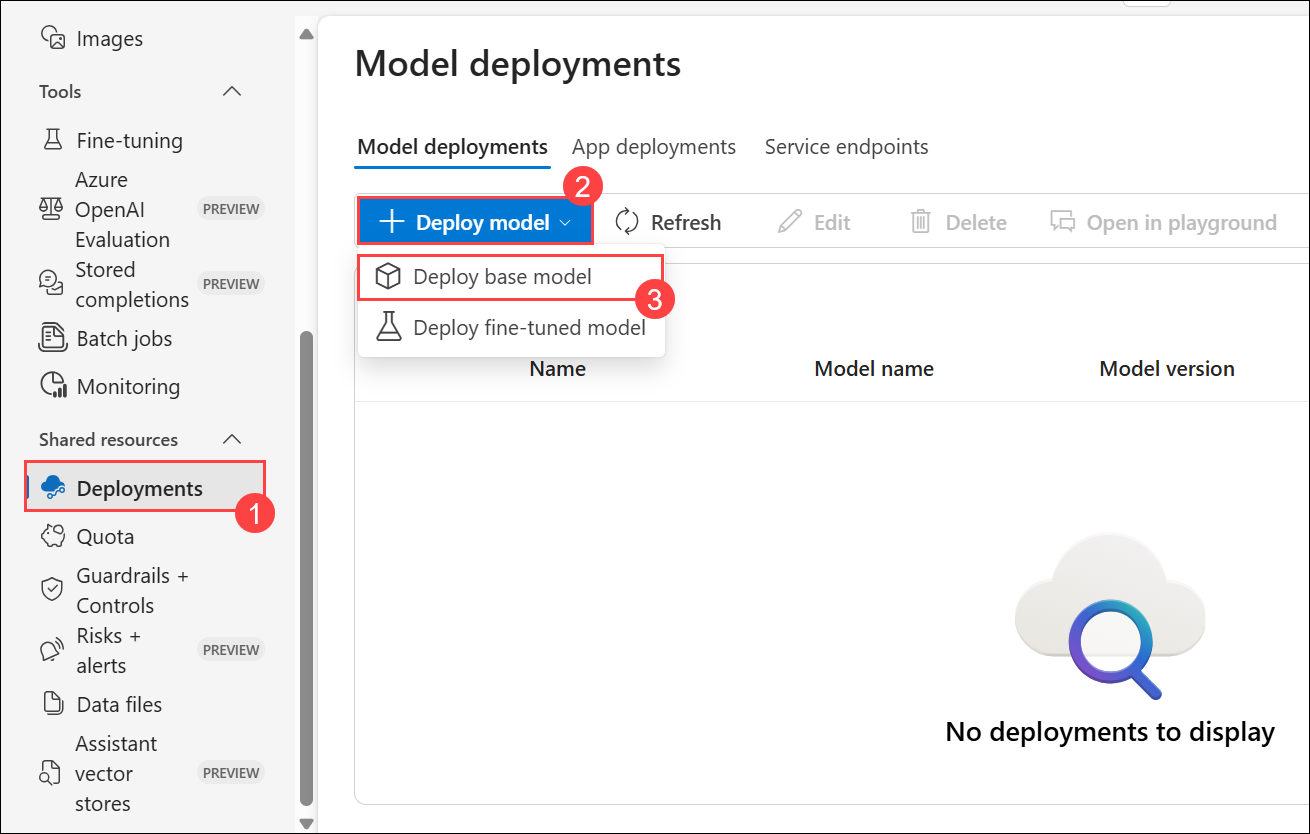 Images
Tools
Fine-tuning
Azure
OpenAI
Evaluation
PREVIEW
Stored
completions
PREVIEW
Batch jobs
Monitoring
Shared resources
Deployments
1
Quota
Guardrails +
Controls
Risks +
alerts
PREVIEW
Data files
Assistant
vector
stores
PREVIEW
Model deployments
Model deployments App deployments Service endpoints
2
Deploy model Refresh Edit Delete Open in playground
Deploy base model
3
Deploy fine-tuned model
Name Model name Model version
No deployments to display